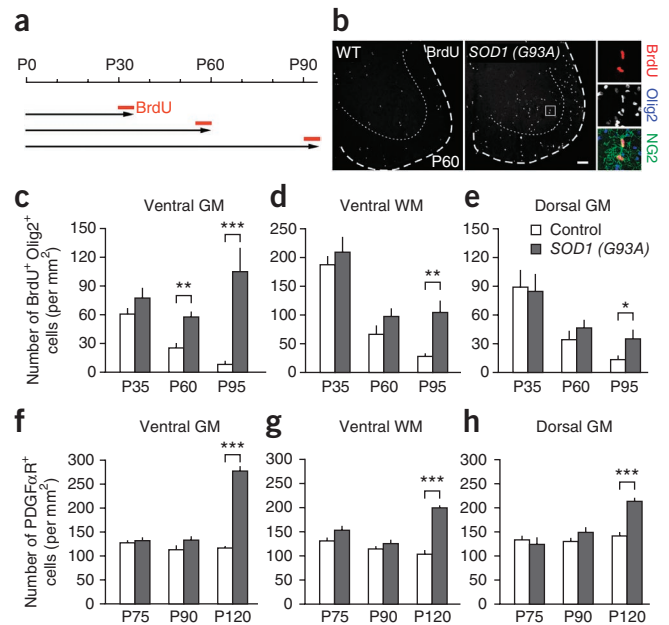 a
P0 P30 P60 P90
BrdU
b
WT BrdU SOD1 (G93A)
P60
BrdU
Olig2
NG2
c Ventral GM
d Ventral WM
e Dorsal GM
Number of BrdU+ Olig2+
cells (per mm2)
150
120
90
60
30
0
** ***
P35 P60 P95
250
200
150
100
50
0
**
P35 P60 P95
150
120
90
60
30
0
Control
SOD1 (G93A)
*
P35 P60 P95
f Ventral GM
g Ventral WM
h Dorsal GM
Number of PDGFαR+
cells (per mm2)
300
250
200
150
100
50
0
***
P75 P90 P120
300
250
200
150
100
50
0
***
P75 P90 P120
300
250
200
150
100
50
0
***
P75 P90 P120